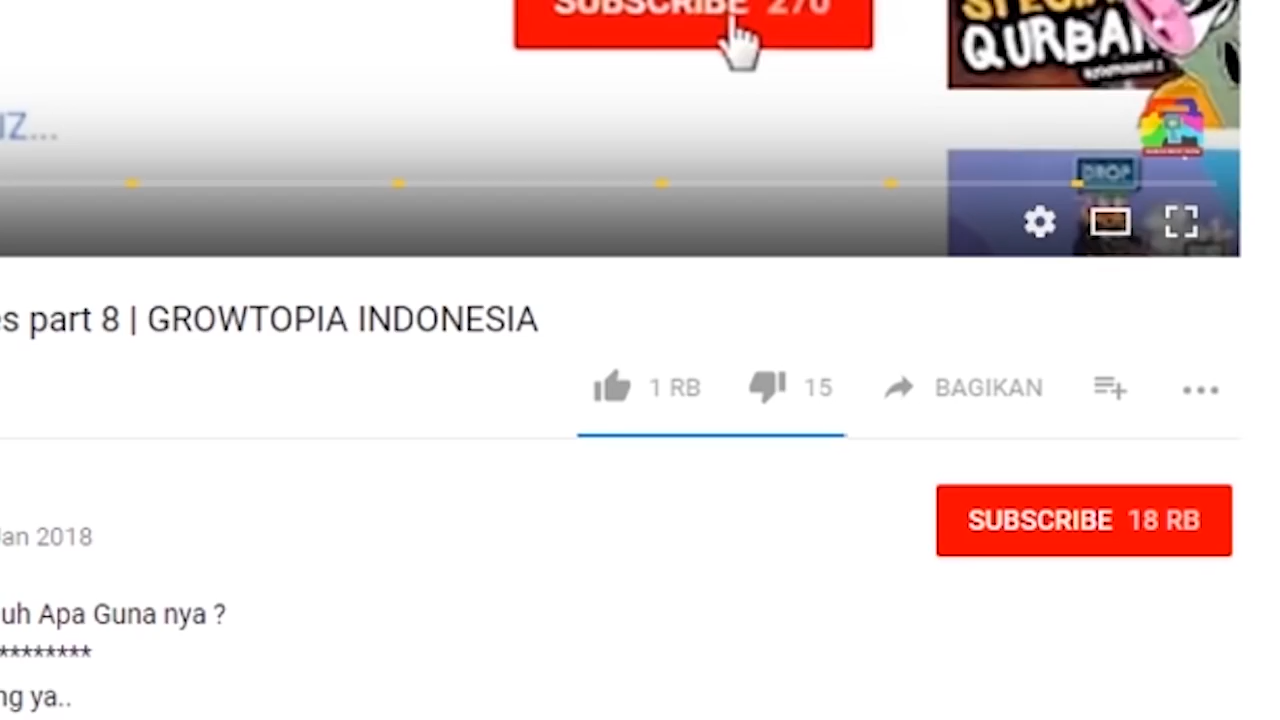 SUBSCRIBE 270
SPECIAL
QURBAN
IZ...
DROP
es part 8 | GROWTOPIA INDONESIA
1 RB 15 BAGIKAN
SUBSCRIBE 18 RB
Jan 2018
uh Apa Guna nya ?
*********
ng ya..